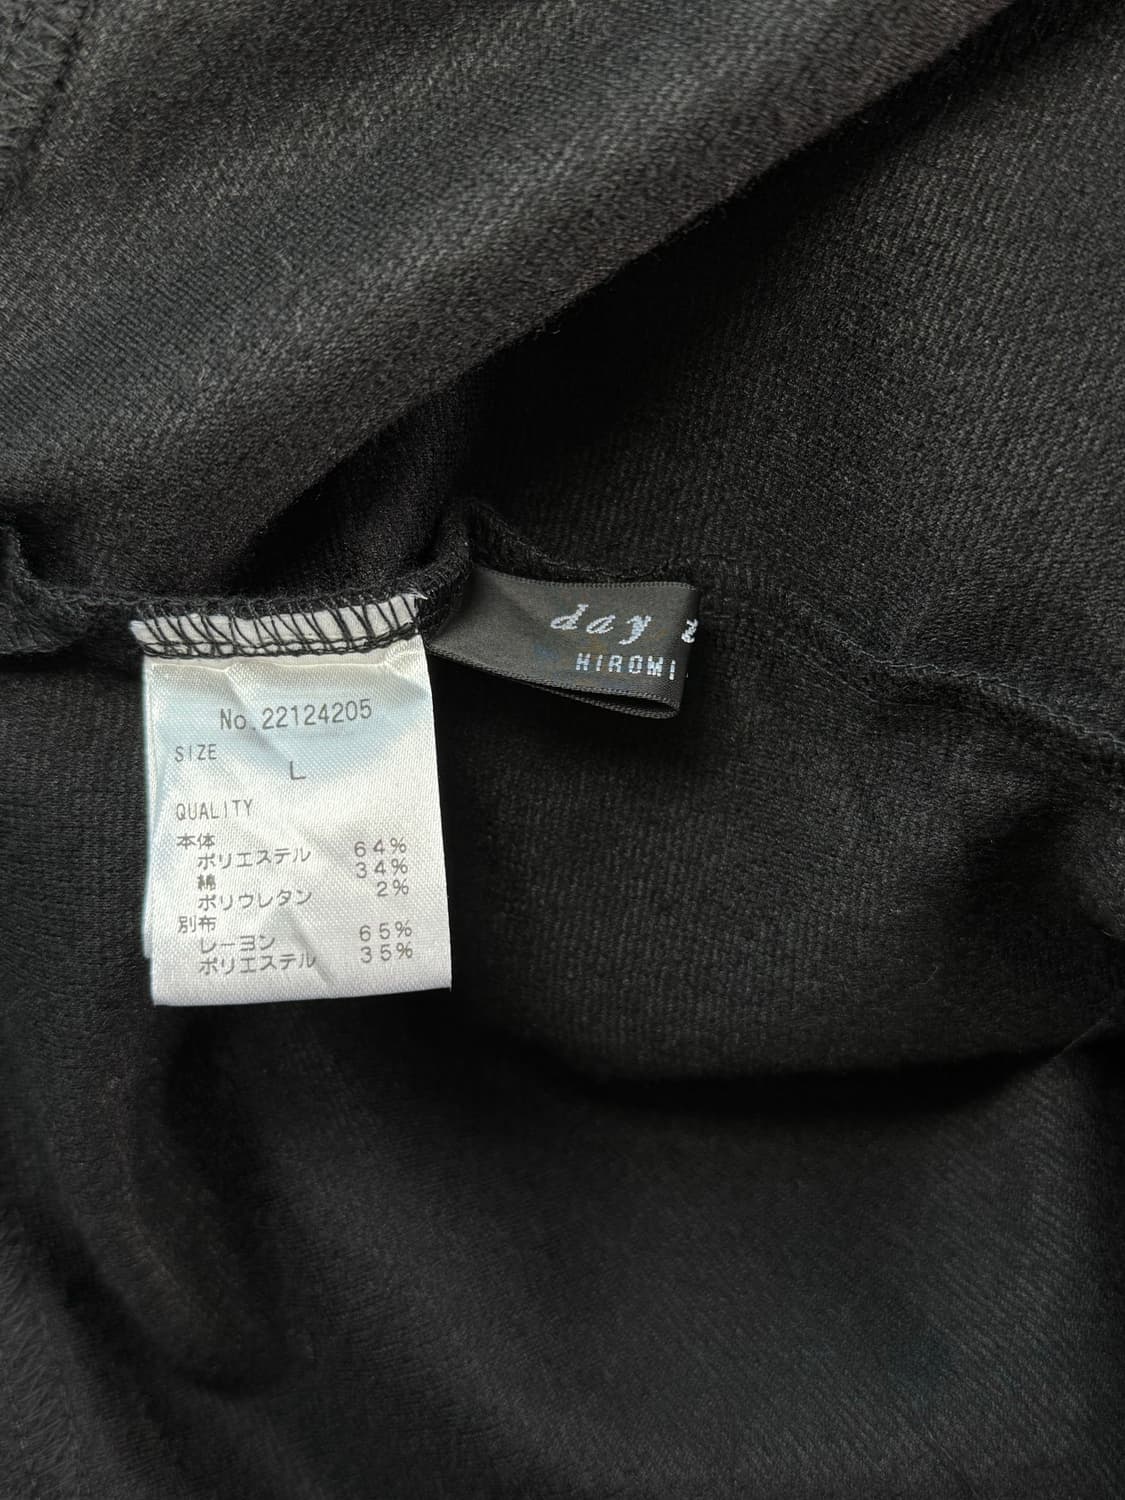 No.22124205
SIZE
L
QUALITY
本体
ポリエステル 64%
綿 34%
ポリウレタン 2%
別布
レーヨン 65%
ポリエステル 35%
day
HIROMI